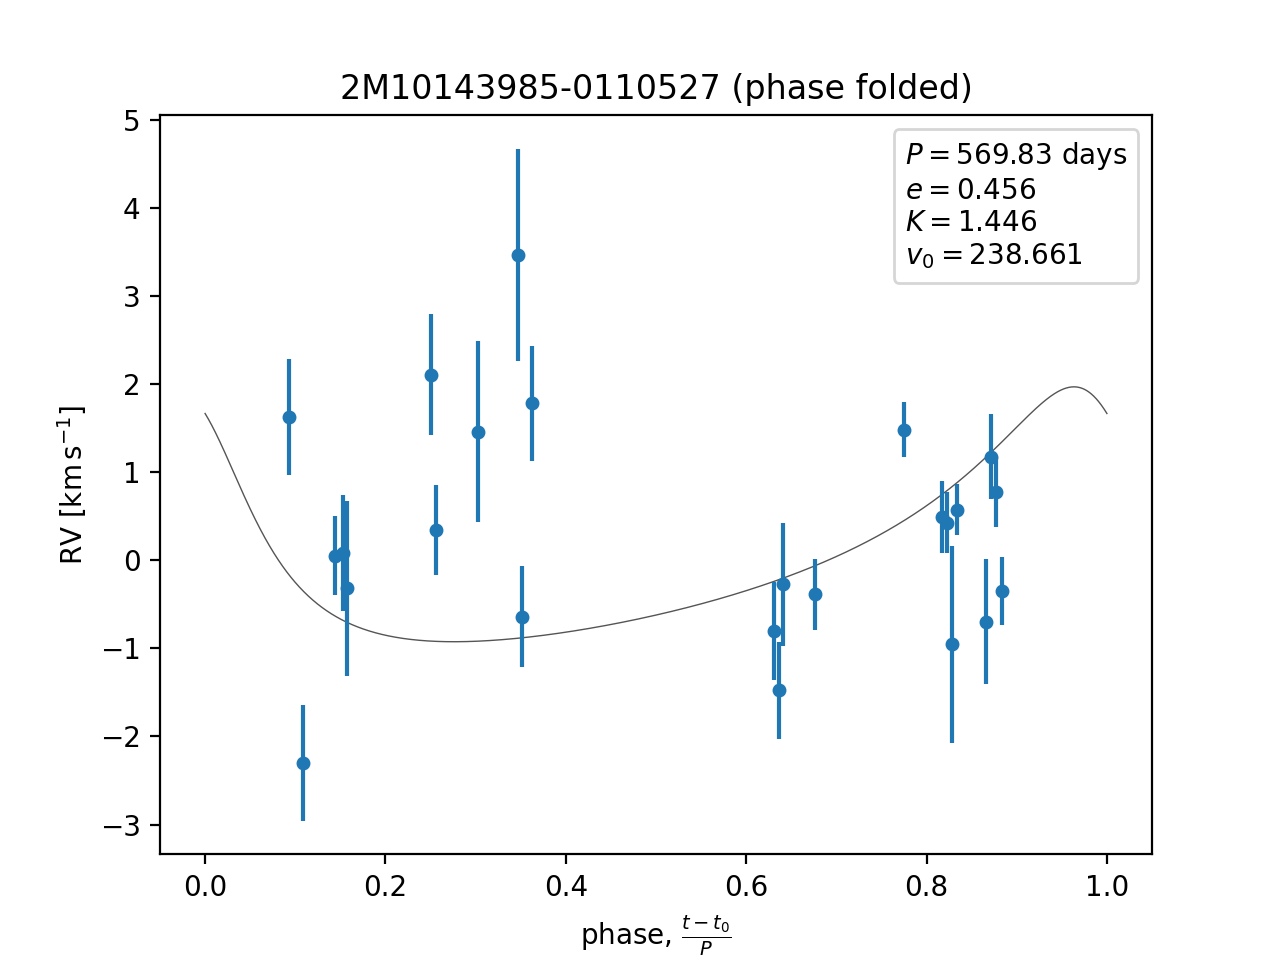 2M10143985-0110527 (phase folded)
P = 569.83 days
e = 0.456
K = 1.446
v₀ = 238.661
5
4
3
2
1
0
−1
−2
−3
RV [km s⁻¹]
0.0 0.2 0.4 0.6 0.8 1.0
phase, (t − t₀)/P